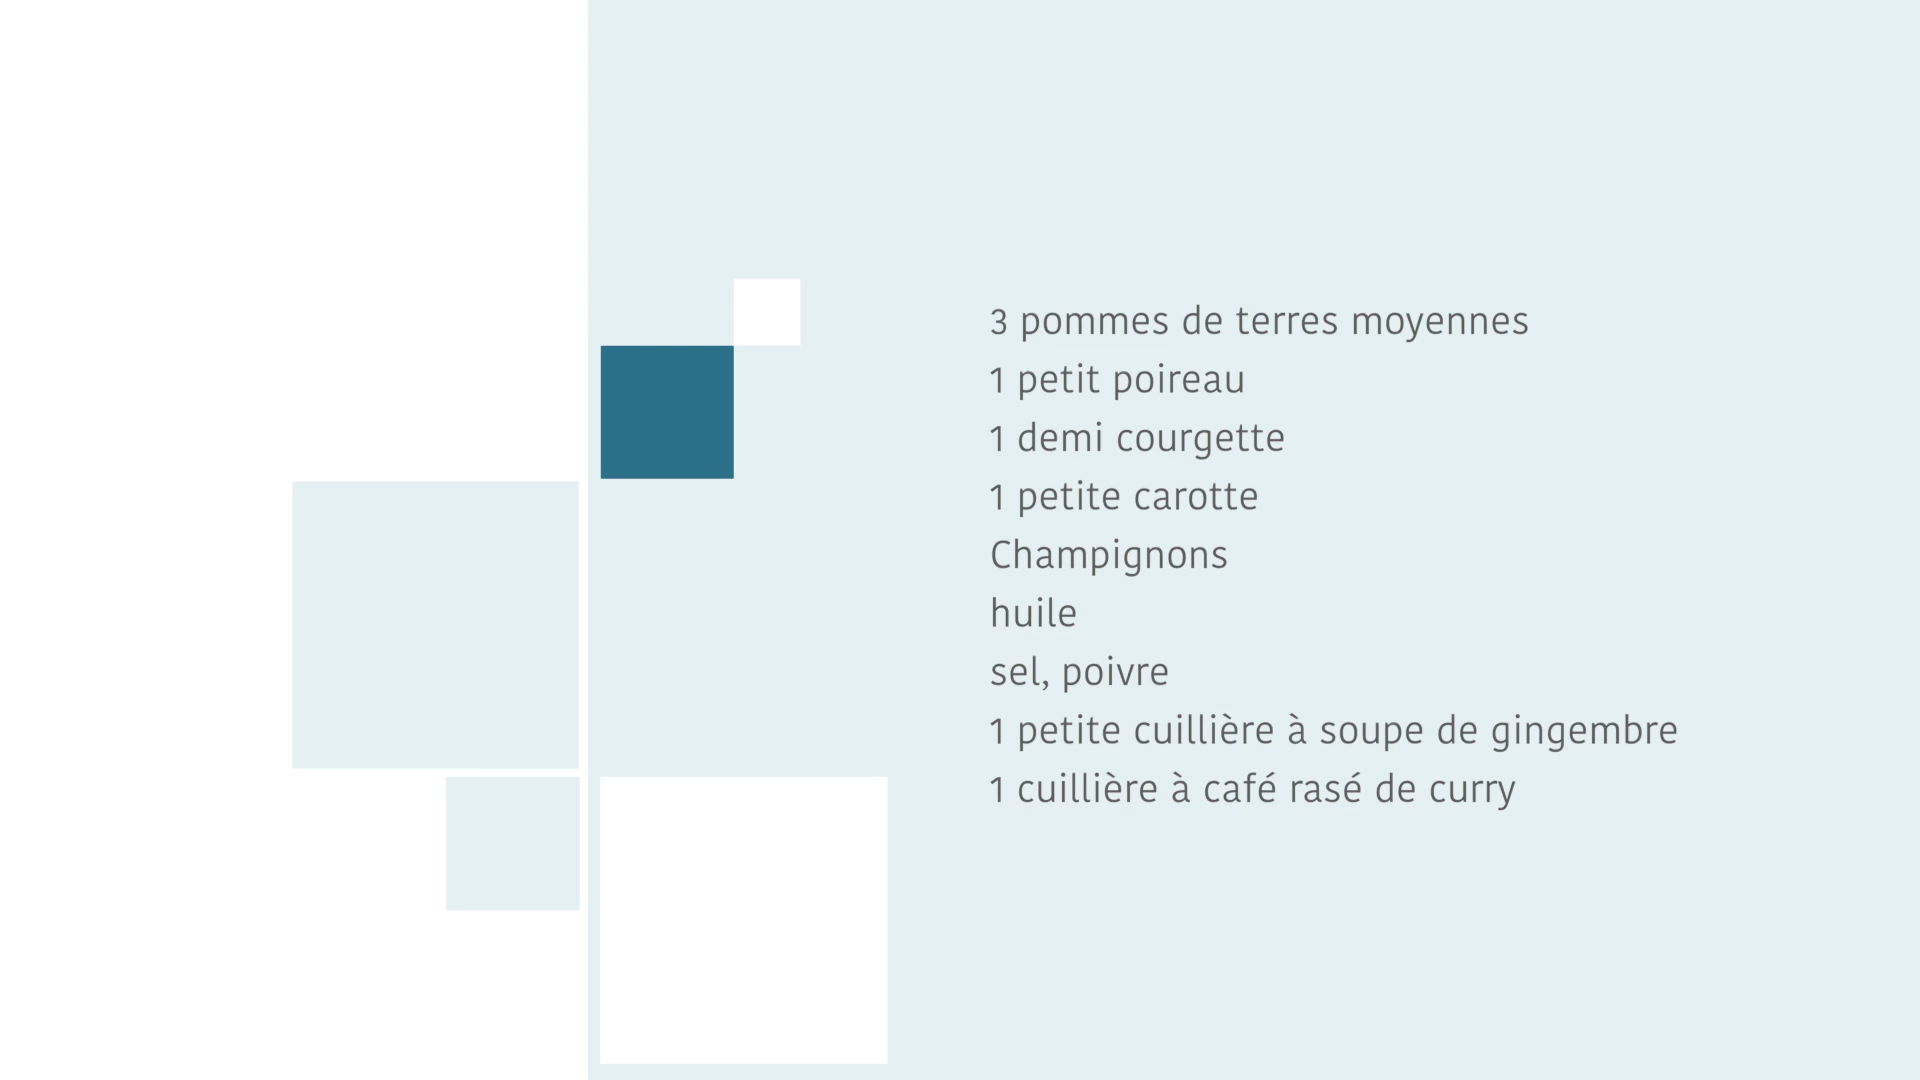 3 pommes de terres moyennes
1 petit poireau
1 demi courgette
1 petite carotte
Champignons
huile
sel, poivre
1 petite cuillière à soupe de gingembre
1 cuillière à café rasé de curry